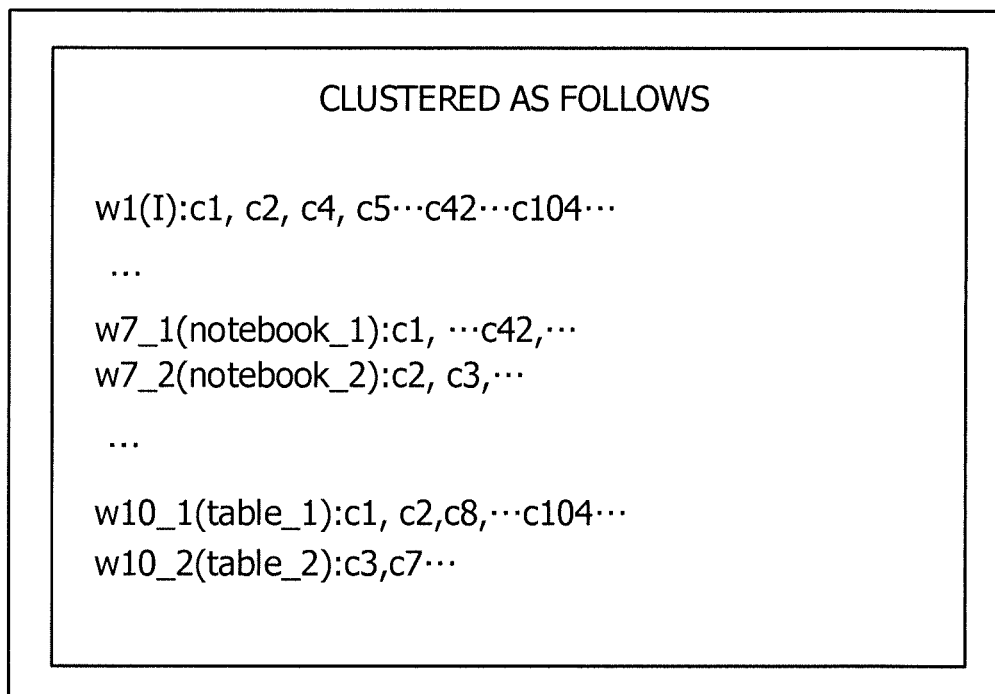 CLUSTERED AS FOLLOWS
w1(I):c1, c2, c4, c5⋯c42⋯c104⋯
…
w7_1(notebook_1):c1, ⋯c42,⋯
w7_2(notebook_2):c2, c3,⋯
…
w10_1(table_1):c1, c2,c8,⋯c104⋯
w10_2(table_2):c3,c7⋯